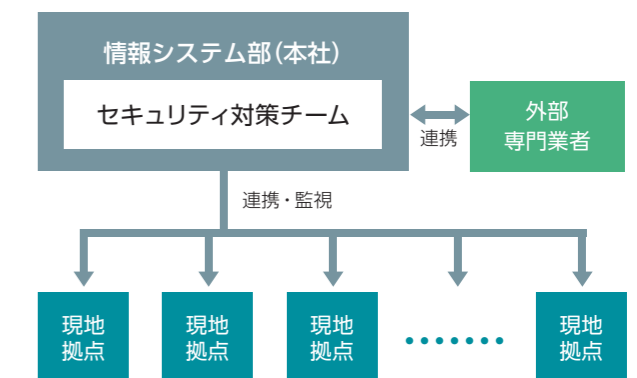 情報システム部（本社）
セキュリティ対策チーム
連携
外部
専門業者
連携・監視
現地
拠点
現地
拠点
現地
拠点
・・・・・・・
現地
拠点